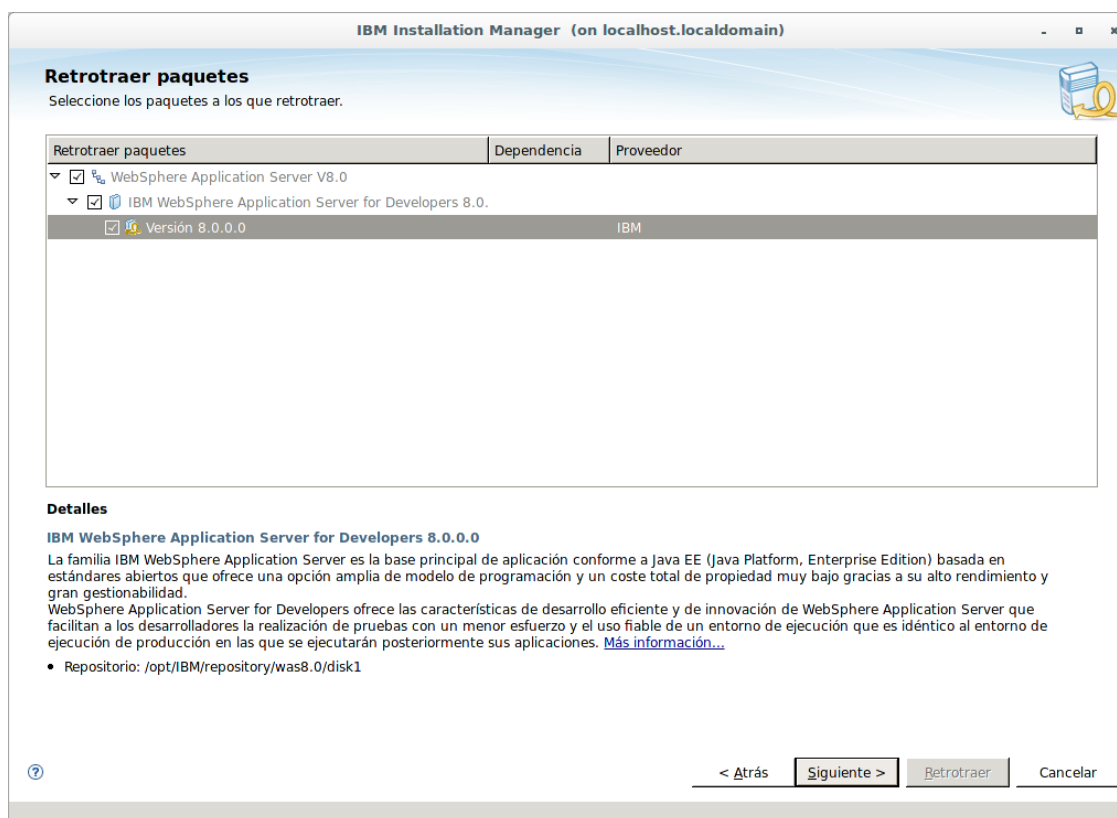 IBM Installation Manager (on localhost.localdomain)
Retrotraer paquetes
Seleccione los paquetes a los que retrotraer.
Retrotraer paquetes Dependencia Proveedor
WebSphere Application Server V8.0
IBM WebSphere Application Server for Developers 8.0.
Versión 8.0.0.0 IBM
Detalles
IBM WebSphere Application Server for Developers 8.0.0.0
La familia IBM WebSphere Application Server es la base principal de aplicación conforme a Java EE (Java Platform, Enterprise Edition) basada en
estándares abiertos que ofrece una opción amplia de modelo de programación y un coste total de propiedad muy bajo gracias a su alto rendimiento y
gran gestionabilidad.
WebSphere Application Server for Developers ofrece las características de desarrollo eficiente y de innovación de WebSphere Application Server que
facilitan a los desarrolladores la realización de pruebas con un menor esfuerzo y el uso fiable de un entorno de ejecución que es idéntico al entorno de
ejecución de producción en las que se ejecutarán posteriormente sus aplicaciones. Más información...
• Repositorio: /opt/IBM/repository/was8.0/disk1
? < Atrás Siguiente > Retrotraer Cancelar